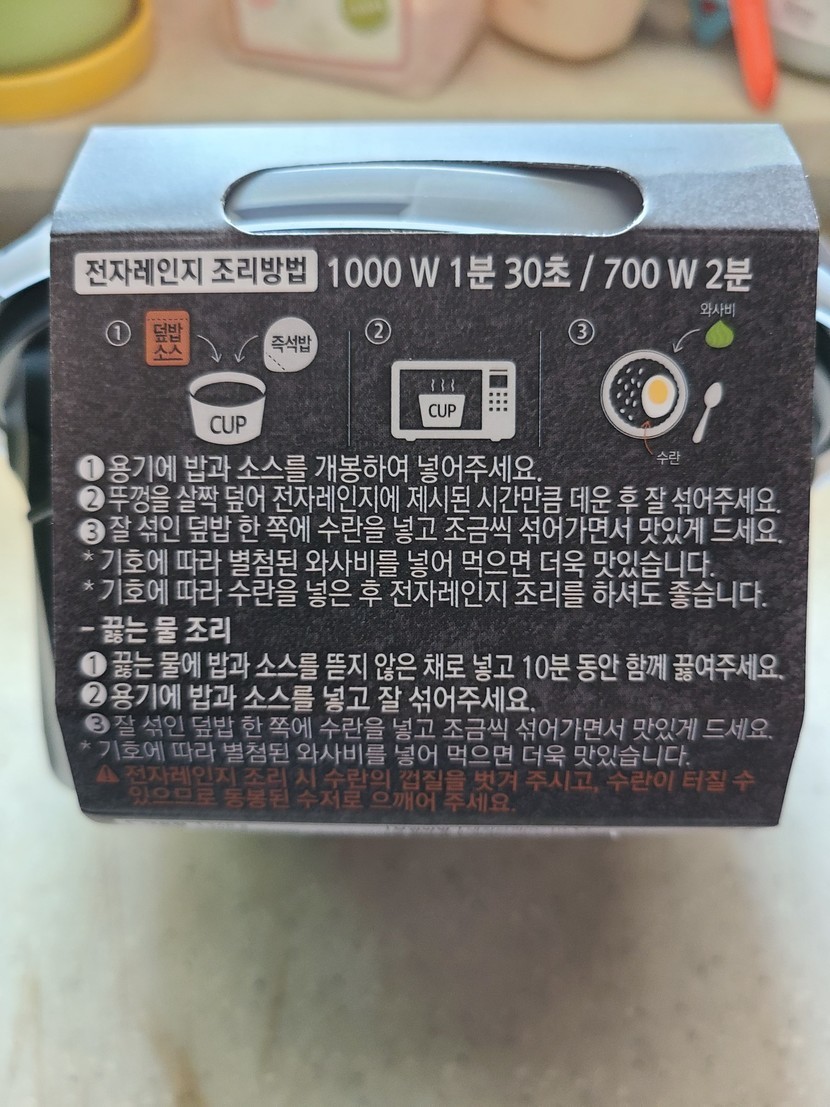 전자레인지 조리방법 1000 W 1분 30초 / 700 W 2분
① 덮밥 소스 즉석밥 CUP
② CUP
③ 와사비 수란
❶ 용기에 밥과 소스를 개봉하여 넣어주세요.
❷ 뚜껑을 살짝 덮어 전자레인지에 제시된 시간만큼 데운 후 잘 섞어주세요.
❸ 잘 섞인 덮밥 한 쪽에 수란을 넣고 조금씩 섞어가면서 맛있게 드세요.
* 기호에 따라 별첨된 와사비를 넣어 먹으면 더욱 맛있습니다.
* 기호에 따라 수란을 넣은 후 전자레인지 조리를 하셔도 좋습니다.
- 끓는 물 조리
❶ 끓는 물에 밥과 소스를 뜯지 않은 채로 넣고 10분 동안 함께 끓여주세요.
❷ 용기에 밥과 소스를 넣고 잘 섞어주세요.
❸ 잘 섞인 덮밥 한 쪽에 수란을 넣고 조금씩 섞어가면서 맛있게 드세요.
* 기호에 따라 별첨된 와사비를 넣어 먹으면 더욱 맛있습니다.
⚠ 전자레인지 조리 시 수란의 껍질을 벗겨 주시고, 수란이 터질 수
있으므로 동봉된 수저로 으깨어 주세요.